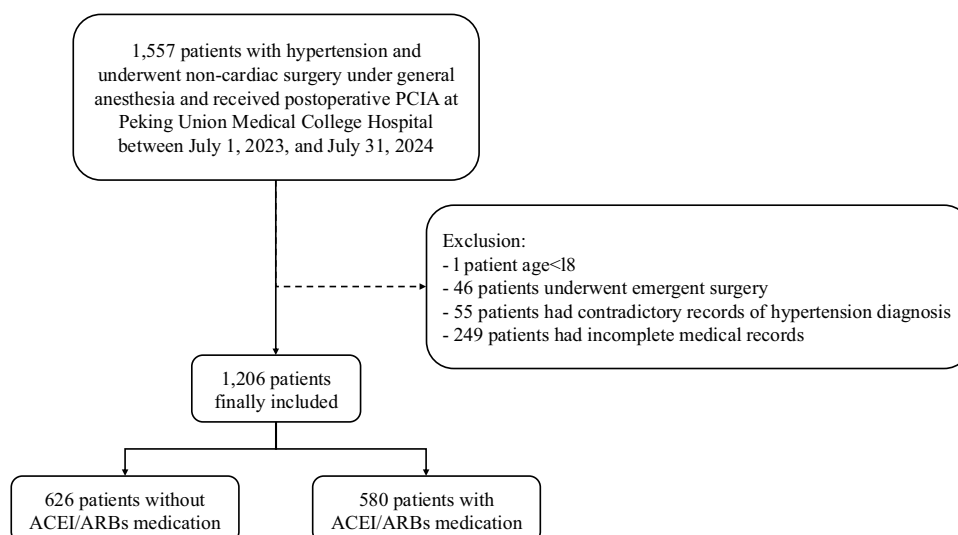 1,557 patients with hypertension and
underwent non-cardiac surgery under general
anesthesia and received postoperative PCIA at
Peking Union Medical College Hospital
between July 1, 2023, and July 31, 2024
Exclusion:
- 1 patient age<18
- 46 patients underwent emergent surgery
- 55 patients had contradictory records of hypertension diagnosis
- 249 patients had incomplete medical records
1,206 patients
finally included
626 patients without
ACEI/ARBs medication
580 patients with
ACEI/ARBs medication